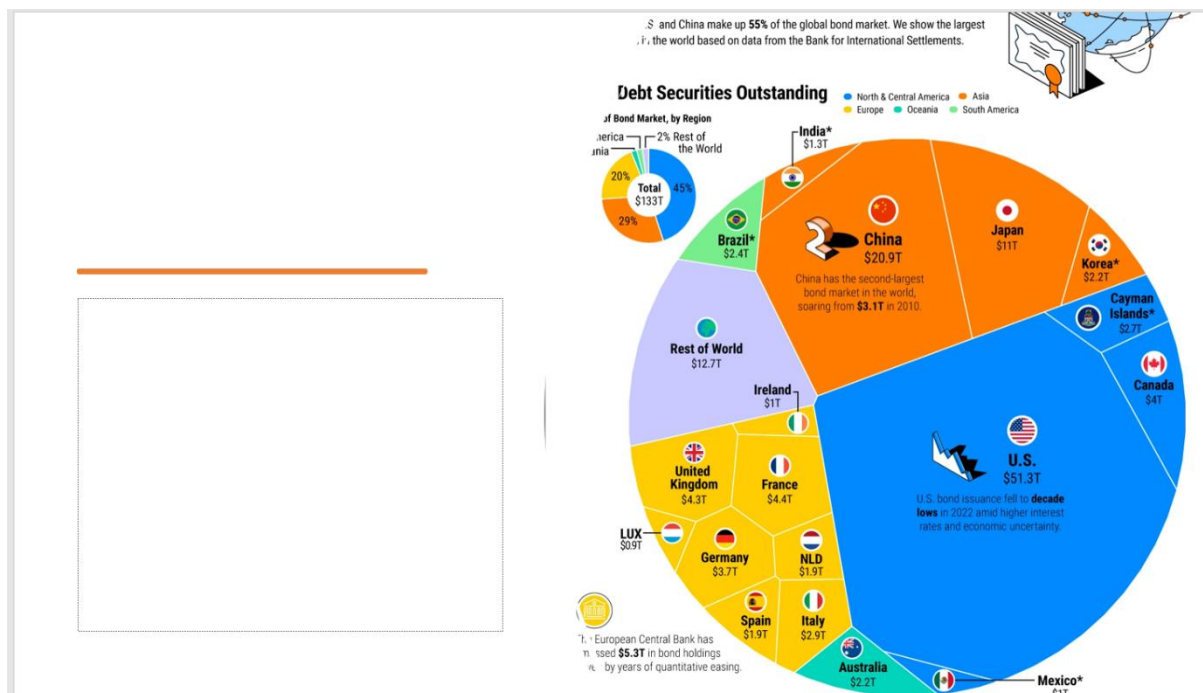 and China make up 55% of the global bond market. We show the largest
the world based on data from the Bank for International Settlements.
Debt Securities Outstanding
North & Central America
Asia
Europe
Oceania
South America
of Bond Market, by Region
2% Rest of
the World
20%
45%
29%
Total
$133T
India*
$1.3T
Brazil*
$2.4T
2
China
$20.9T
China has the second-largest
bond market in the world,
soaring from $3.1T in 2010.
Japan
$11T
Korea*
$2.2T
Cayman
Islands*
$2.7T
Canada
$4T
Rest of World
$12.7T
Ireland
$1T
U.S.
$51.3T
U.S. bond issuance fell to decade
lows in 2022 amid higher interest
rates and economic uncertainty.
United
Kingdom
$4.3T
France
$4.4T
LUX
$0.9T
Germany
$3.7T
NLD
$1.9T
Spain
$1.9T
Italy
$2.9T
European Central Bank has
$5.3T in bond holdings
by years of quantitative easing.
Australia
$2.2T
Mexico*
$1T